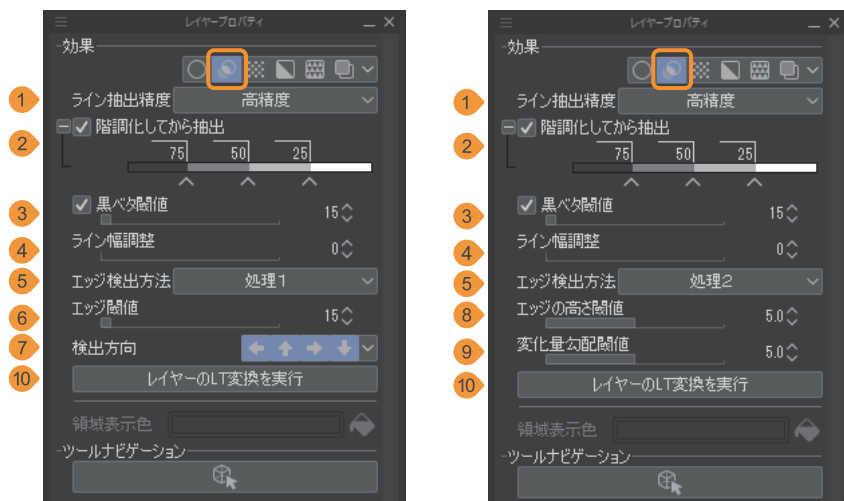 レイヤープロパティ
効果
1 ライン抽出精度 高精度
2 階調化してから抽出
75 50 25
3 黒ベタ閾値 15
4 ライン幅調整 0
5 エッジ検出方法 処理1
6 エッジ閾値 15
7 検出方向
10 レイヤーのLT変換を実行
領域表示色
ツールナビゲーション
レイヤープロパティ
効果
1 ライン抽出精度 高精度
2 階調化してから抽出
75 50 25
3 黒ベタ閾値 15
4 ライン幅調整 0
5 エッジ検出方法 処理2
8 エッジの高さ閾値 5.0
9 変化量勾配閾値 5.0
10 レイヤーのLT変換を実行
領域表示色
ツールナビゲーション